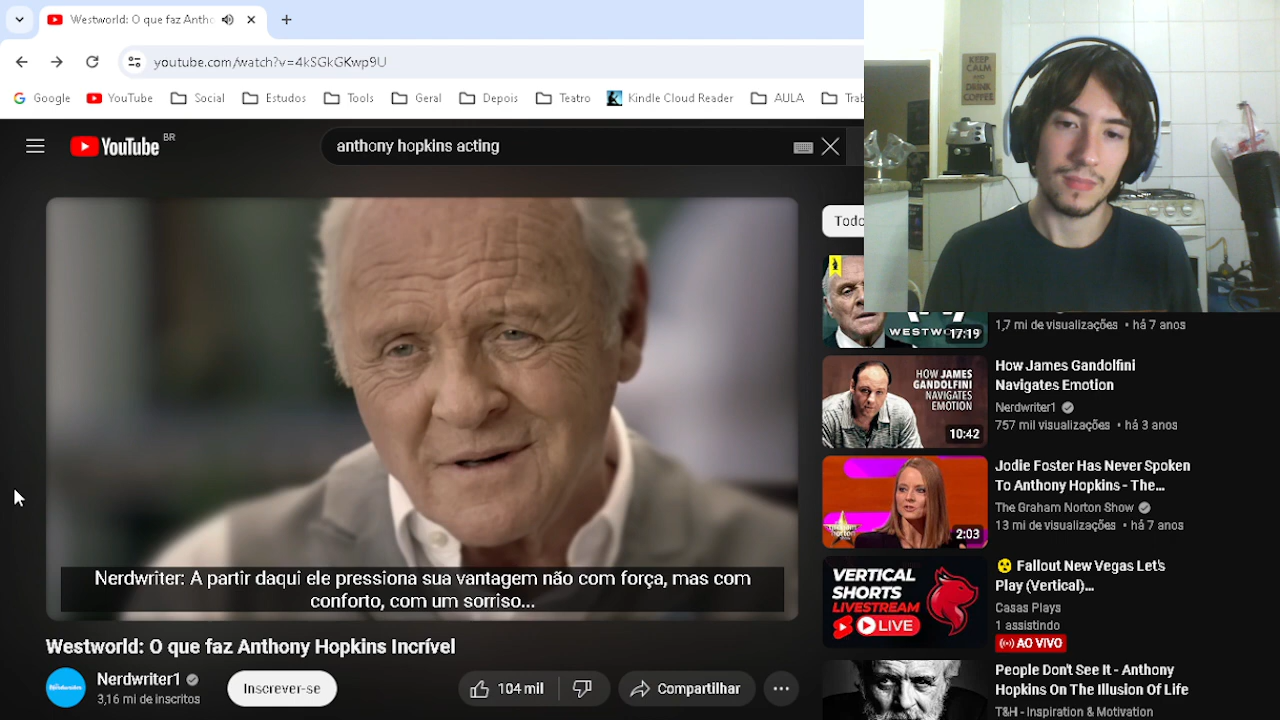 Westworld: O que faz Antho
youtube.com/watch?v=4kSGkGKwp9U
Google
YouTube
Social
Tools
Geral
Depois
Teatro
Kindle Cloud Reader
AULA
Trab
KEEP
CALM
AND
DRINK
COFFEE
YouTube BR
anthony hopkins acting
Todo
WESTWORLD
17:19
1,7 mi de visualizações • há 7 anos
HOW JAMES
GANDOLFINI
NAVIGATES
EMOTION
10:42
How James Gandolfini
Navigates Emotion
Nerdwriter1
757 mil visualizações • há 3 anos
2:03
Jodie Foster Has Never Spoken
To Anthony Hopkins - The...
The Graham Norton Show
13 mi de visualizações • há 7 anos
Nerdwriter: A partir daqui ele pressiona sua vantagem não com força, mas com
conforto, com um sorriso...
VERTICAL
SHORTS
LIVESTREAM
LIVE
Fallout New Vegas Let's
Play (Vertical)...
Casas Plays
1 assistindo
AO VIVO
Westworld: O que faz Anthony Hopkins Incrível
Nerdwriter1
3,16 mi de inscritos
Inscrever-se
104 mil
Compartilhar
People Don't See It - Anthony
Hopkins On The Illusion Of Life
T&H - Inspiration & Motivation